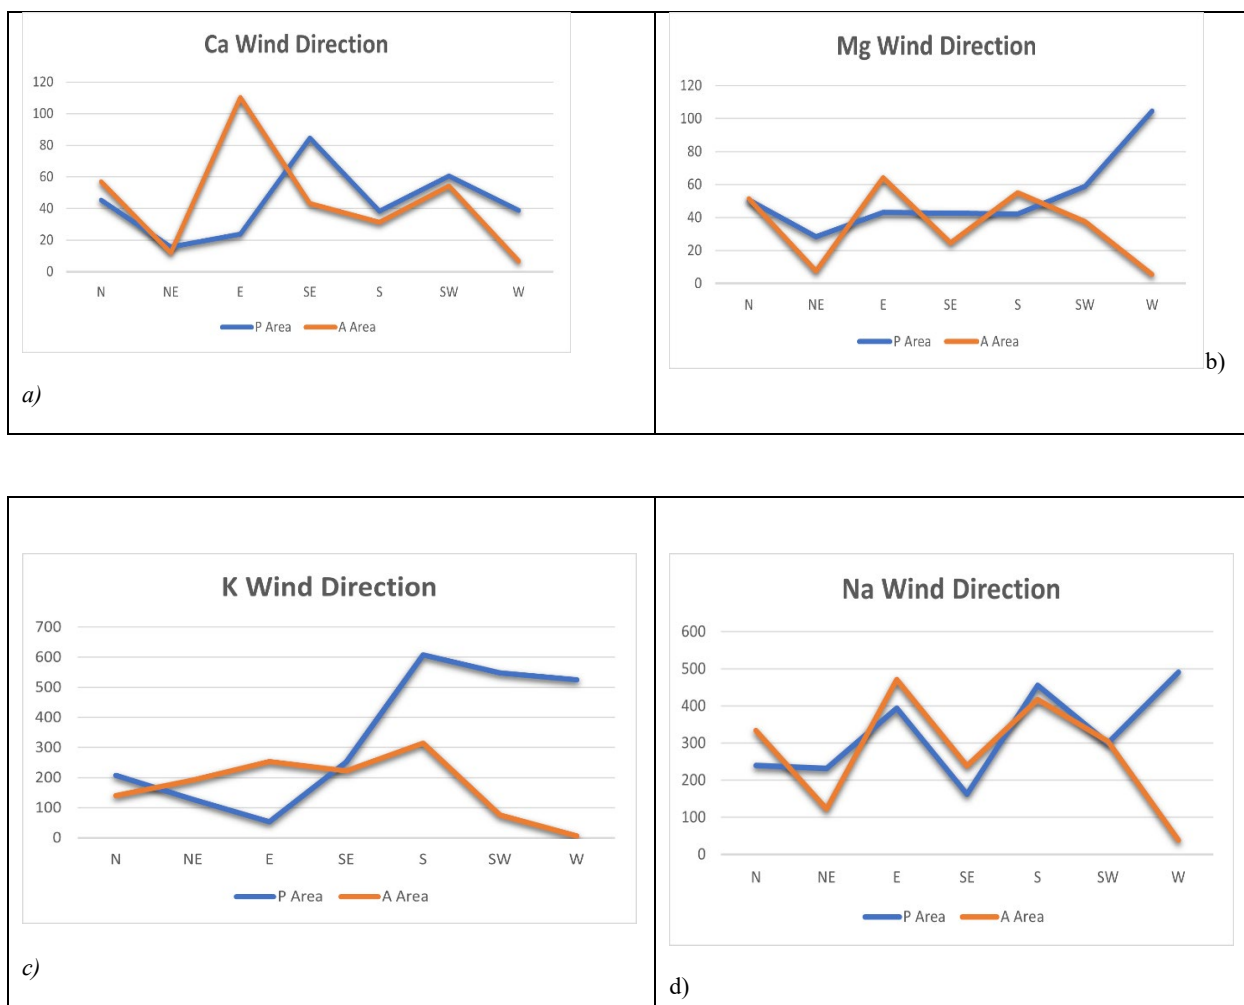 Ca Wind Direction
120
100
80
60
40
20
0
N NE E SE S SW W
P Area A Area
a)
Mg Wind Direction
120
100
80
60
40
20
0
N NE E SE S SW W
P Area A Area
b)
K Wind Direction
700
600
500
400
300
200
100
0
N NE E SE S SW W
P Area A Area
c)
Na Wind Direction
600
500
400
300
200
100
0
N NE E SE S SW W
P Area A Area
d)